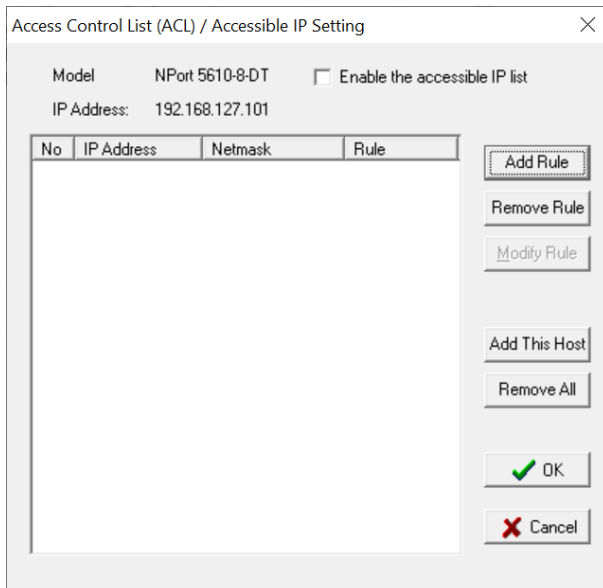 Access Control List (ACL) / Accessible IP Setting
Model NPort 5610-8-DT Enable the accessible IP list
IP Address: 192.168.127.101
No IP Address Netmask Rule
Add Rule
Remove Rule
Modify Rule
Add This Host
Remove All
OK
Cancel